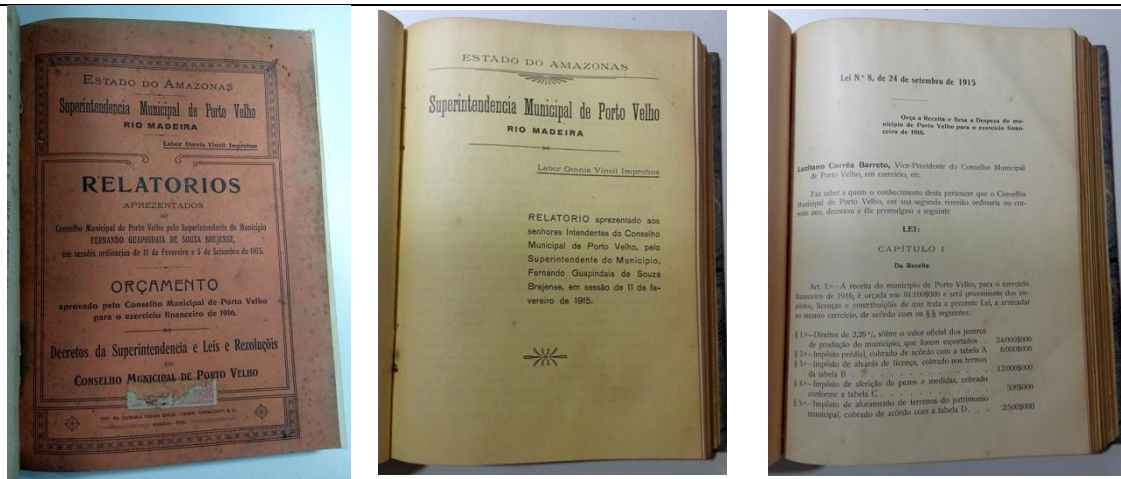 ESTADO DO AMAZONAS
Superintendencia Municipal de Porto Velho
RIO MADEIRA
Labor Omnia Vincit Improbus
RELATORIOS
APREZENTADOS
AO
Conselho Municipal de Porto Velho pelo Superintendente do Municipio
FERNANDO GUAPINDAIA DE SOUZA BREJENSE,
em sessõis ordinarias de 11 de Fevereiro e 5 de Setembro de 1915.
ORÇAMENTO
aprovado pelo Conselho Municipal de Porto Velho
para o exercicio financeiro de 1916.
Decretos da Superintendencia e Leis e Rezoluçõis
DO
CONSELHO MUNICIPAL DE PORTO VELHO
ESTADO DO AMAZONAS
Superintendencia Municipal de Porto Velho
RIO MADEIRA
Labor Omnia Vincit Improbus
RELATORIO aprezentado aos
senhores Intendentes do Conselho
Municipal de Porto Velho, pelo
Superintendente do Municipio,
Fernando Guapindaia de Souza
Brejense, em sessão de 11 de fe-
vereiro de 1915.
Lei N.º 8, de 24 de setembro de 1915
Orça a Receita e fixa a Despeza do mu-
nicipio de Porto Velho para o exercicio finan-
ceiro de 1916.
Luzitano Corrêa Barreto, Vice-Prezidente do Conselho Municipal
de Porto Velho, em exercicio, etc.
Faz saber a quem o conhecimento desta pertencer que o Conselho
Municipal de Porto Velho, em sua segunda reunião ordinaria no cor-
rente ano, decretou e êle promulgou a seguinte
LEI:
CAPÍTULO I
Da Receita
Art. 1.º - A receita do municipio de Porto Velho, para o exercicio
financeiro de 1916, é orçada em 91:100$000 e será proveniente dos im-
póstos, licenças e contribuiçõis de que trata a prezente Lei, a arrecadar
no mesmo exercicio, de acôrdo com os § § seguintes:
§ 1.º—Direitos de 2,26 % sôbre o valor oficial dos jeneros
de produção do municipio, que forem exportados . 24:000$000
§ 2.º—Impôsto prédial, cobrado de acôrdo com a tabela A 6:000$000
§ 3.º—Impôsto de alvarás de licença, cobrado nos termos
da tabela B . . . . . . . . 12:000$000
§ 4.º—Impôsto de aferição de pezos e medidas, cobrado
conforme a tabela C . . . . . . . 500$000
§ 5.º—Impôsto de aforamento de terrenos do patrimonio
municipal, cobrado de acôrdo com a tabela D. . . 2:500$000